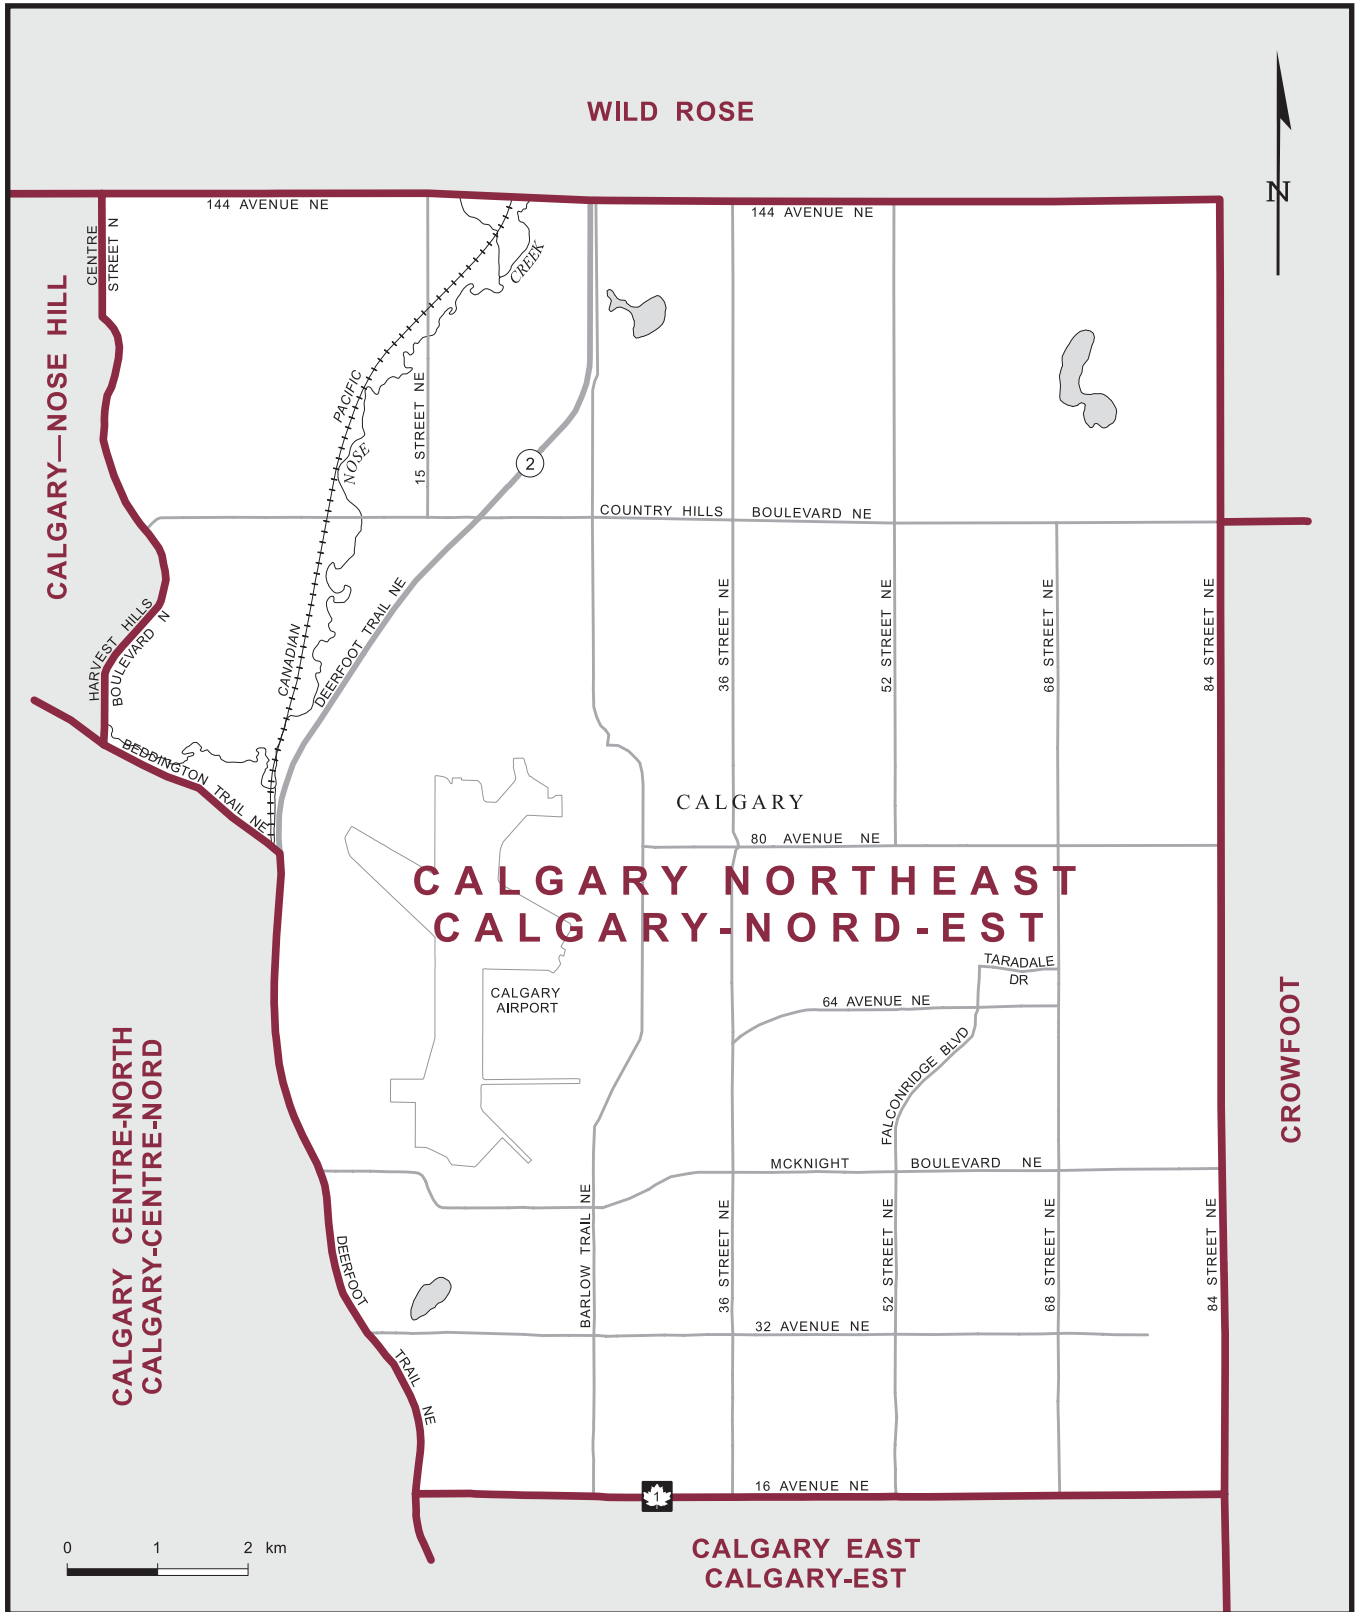 WILD ROSE
N
144 AVENUE NE
144 AVENUE NE
CENTRE
STREET N
CREEK
CALGARY—NOSE HILL
PACIFIC
NOSE
15 STREET NE
2
COUNTRY HILLS BOULEVARD NE
HARVEST HILLS
BOULEVARD N
CANADIAN
DEERFOOT TRAIL NE
36 STREET NE
52 STREET NE
68 STREET NE
84 STREET NE
BEDDINGTON TRAIL NE
CALGARY
80 AVENUE NE
CALGARY NORTHEAST
CALGARY-NORD-EST
TARADALE
DR
CALGARY
AIRPORT
64 AVENUE NE
FALCONRIDGE BLVD
CROWFOOT
CALGARY CENTRE-NORTH
CALGARY-CENTRE-NORD
MCKNIGHT BOULEVARD NE
BARLOW TRAIL NE
36 STREET NE
52 STREET NE
68 STREET NE
84 STREET NE
DEERFOOT TRAIL NE
32 AVENUE NE
16 AVENUE NE
1
0 1 2 km
CALGARY EAST
CALGARY-EST